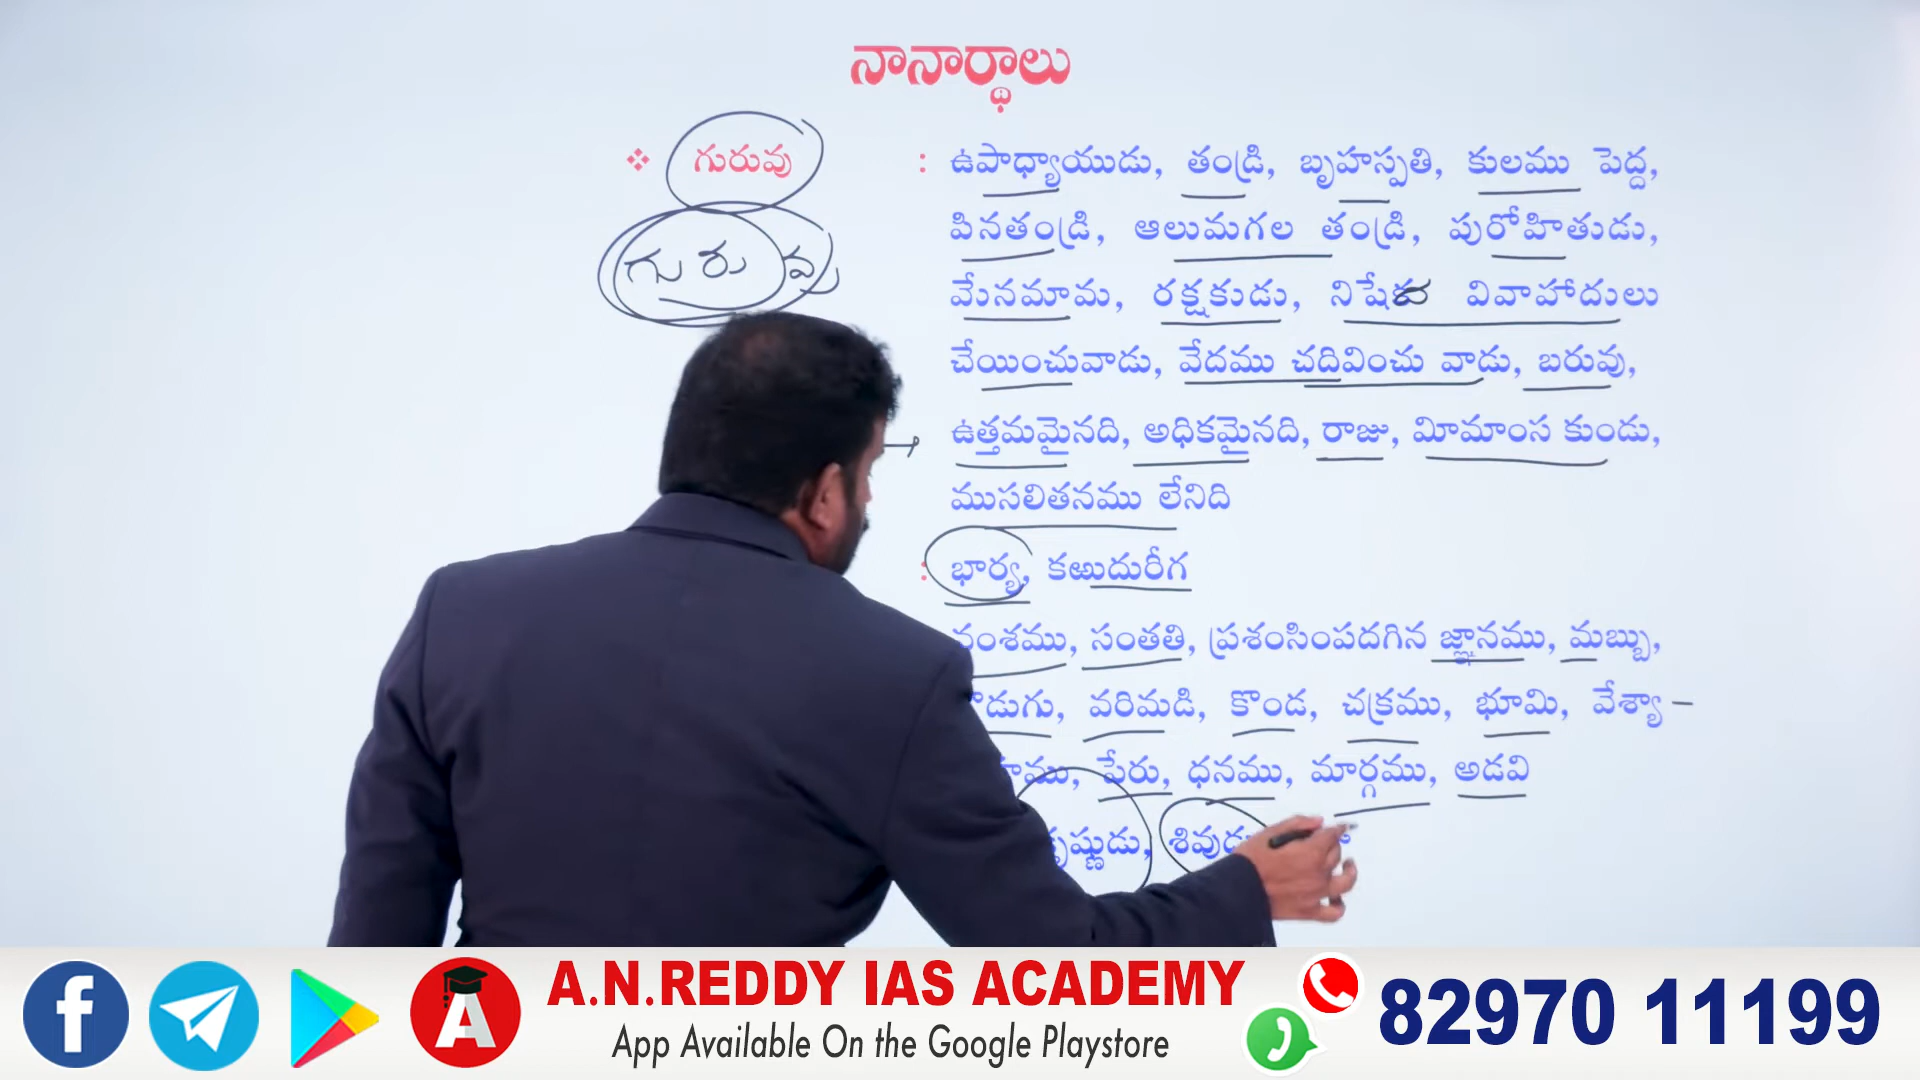 నానార్థాలు
❖ గురువు : ఉపాధ్యాయుడు, తండ్రి, బృహస్పతి, కులము పెద్ద,
గురువు
పినతండ్రి, ఆలుమగల తండ్రి, పురోహితుడు,
మేనమామ, రక్షకుడు, వివాహాదులు
చేయించువాడు, వేదము చదివించు వాడు, బరువు,
ఉత్తమమైనది, అధికమైనది, రాజు, మీమాంస కుండు,
ముసలితనము లేనిది
: భార్య, కఱుదురీగ
సంతతి, ప్రశంసింపదగిన జ్ఞానము, మబ్బు,
వరిమడి, కొండ, చక్రము, భూమి, వేశ్యా-
పేరు, ధనము, మార్గము, అడవి
A.N.REDDY IAS ACADEMY
App Available On the Google Playstore
82970 11199